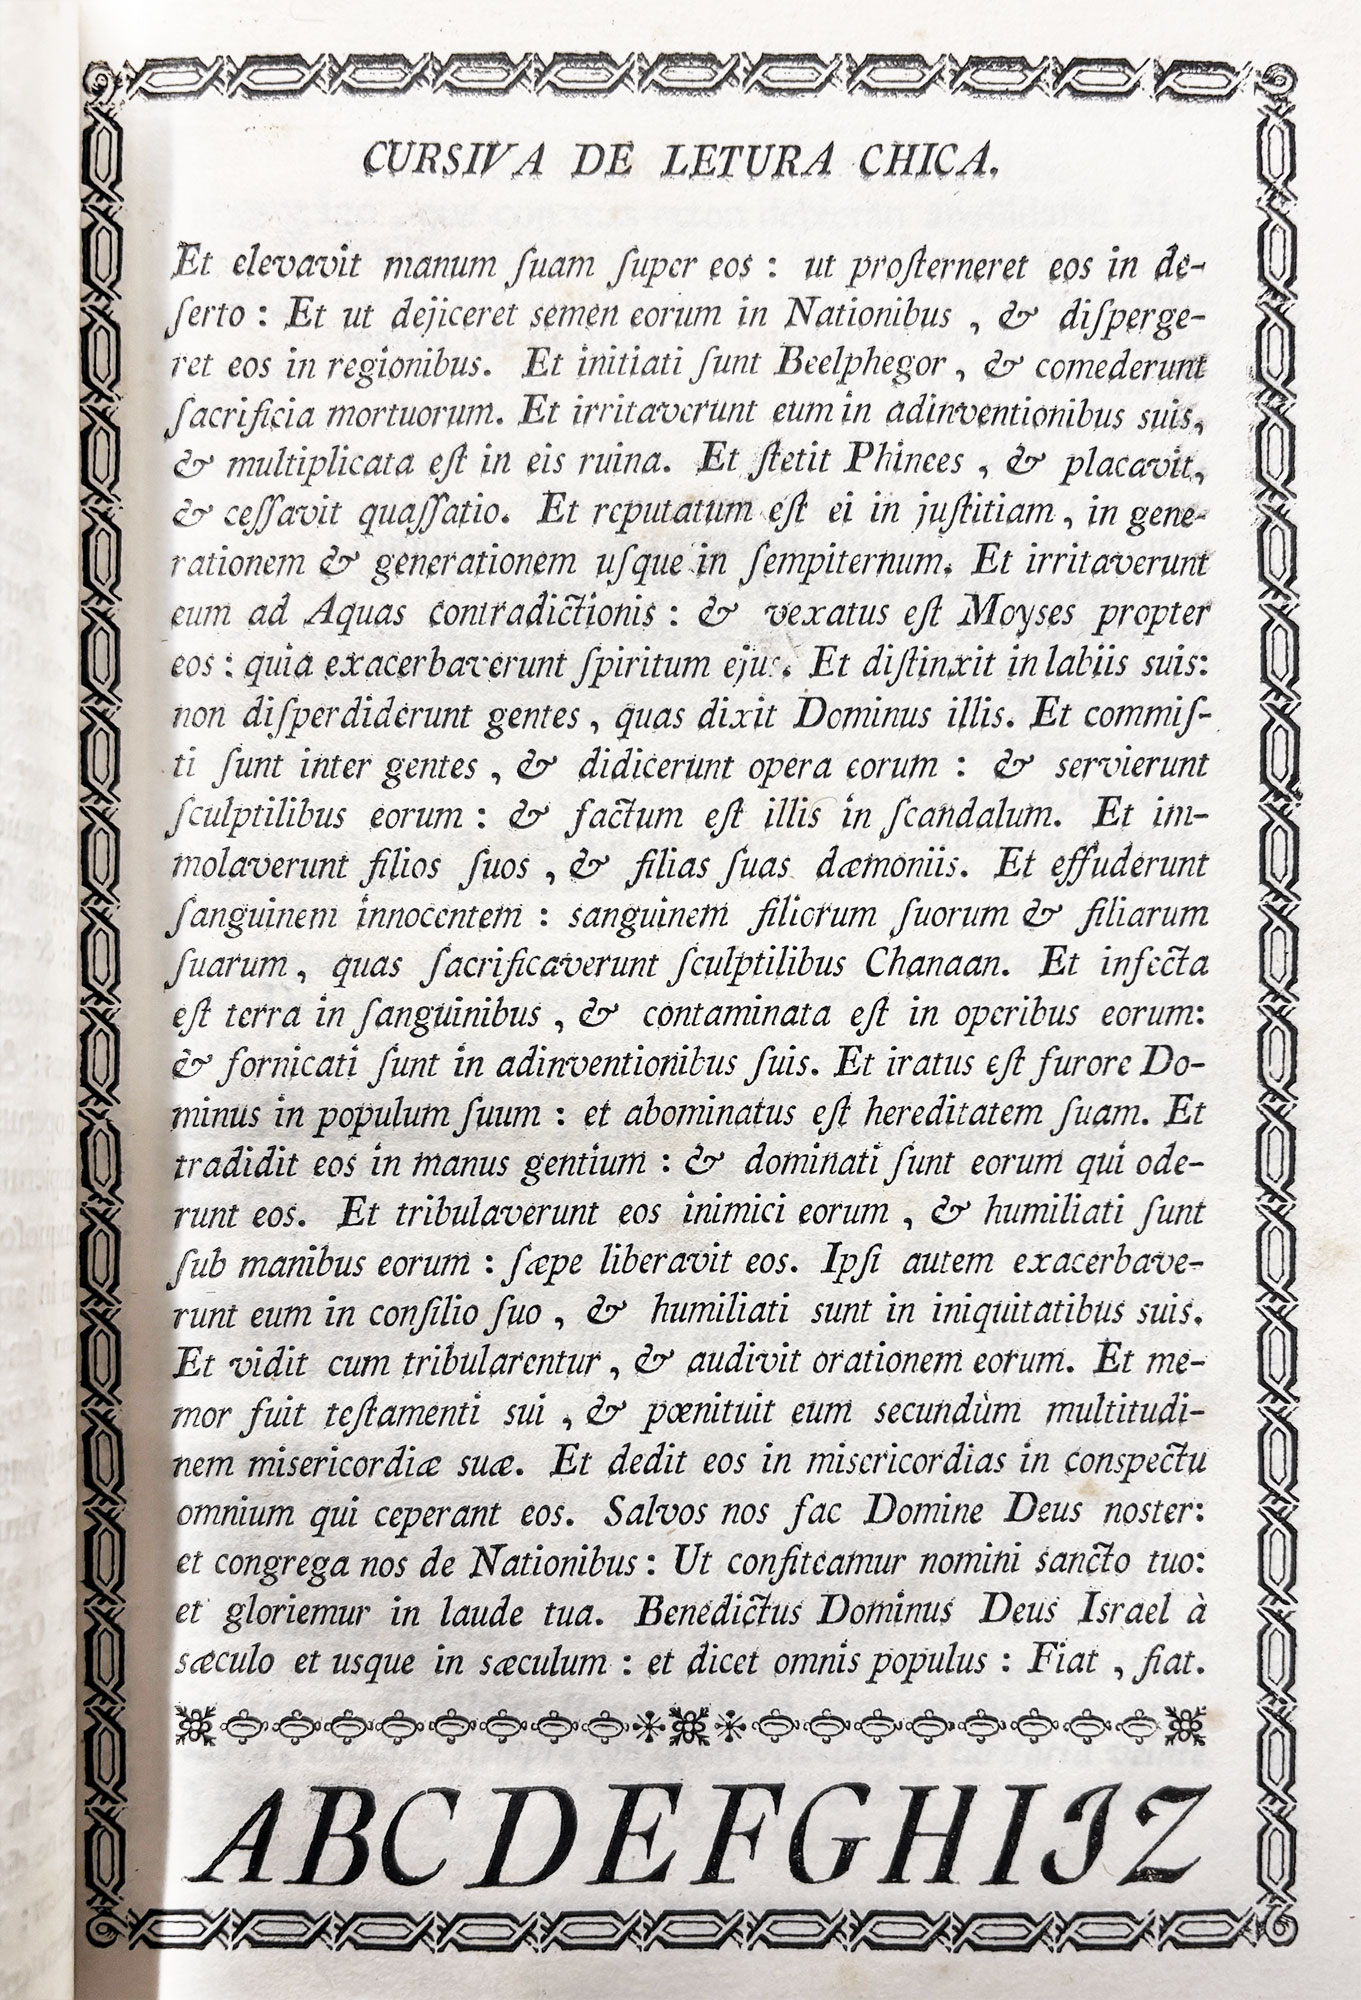 CURSIVA DE LETURA CHICA.
Et elevavit manum ſuam ſuper eos : ut proſterneret eos in de-
ſerto : Et ut dejiceret semen eorum in Nationibus , & diſperge-
ret eos in regionibus. Et initiati ſunt Beelphegor , & comederunt
ſacrificia mortuorum. Et irritaverunt eum in adinventionibus suis,
& multiplicata eſt in eis ruina. Et ſtetit Phinees , & placavit,
& ceſſavit quaſſatio. Et reputatum eſt ei in juſtitiam , in gene-
rationem & generationem uſque in ſempiternum. Et irritaverunt
eum ad Aquas contradictionis : & vexatus eſt Moyses propter
eos : quia exacerbaverunt ſpiritum ejus. Et diſtinxit in labiis suis:
non diſperdiderunt gentes , quas dixit Dominus illis. Et commiſ-
ti ſunt inter gentes , & didicerunt opera eorum : & servierunt
ſculptilibus eorum : & factum eſt illis in ſcandalum. Et im-
molaverunt filios ſuos , & filias ſuas dæmoniis. Et effuderunt
ſanguinem innocentem : sanguinem filiorum ſuorum & filiarum
ſuarum , quas ſacrificaverunt ſculptilibus Chanaan. Et infecta
eſt terra in ſanguinibus , & contaminata eſt in operibus eorum:
& fornicati ſunt in adinventionibus ſuis. Et iratus eſt furore Do-
minus in populum ſuum : et abominatus eſt hereditatem ſuam. Et
tradidit eos in manus gentium : & dominati ſunt eorum qui ode-
runt eos. Et tribulaverunt eos inimici eorum , & humiliati ſunt
ſub manibus eorum : ſæpe liberavit eos. Ipſi autem exacerbave-
runt eum in conſilio ſuo , & humiliati sunt in iniquitatibus suis.
Et vidit cum tribularentur , & audivit orationem eorum. Et me-
mor fuit teſtamenti sui , & pœnituit eum secundùm multitudi-
nem misericordiæ suæ. Et dedit eos in misericordias in conspectu
omnium qui ceperant eos. Salvos nos fac Domine Deus noster:
et congrega nos de Nationibus : Ut confiteamur nomini sancto tuo:
et gloriemur in laude tua. Benedictus Dominus Deus Israel à
sæculo et usque in sæculum : et dicet omnis populus : Fiat , fiat.
ABCDEFGHIJZ